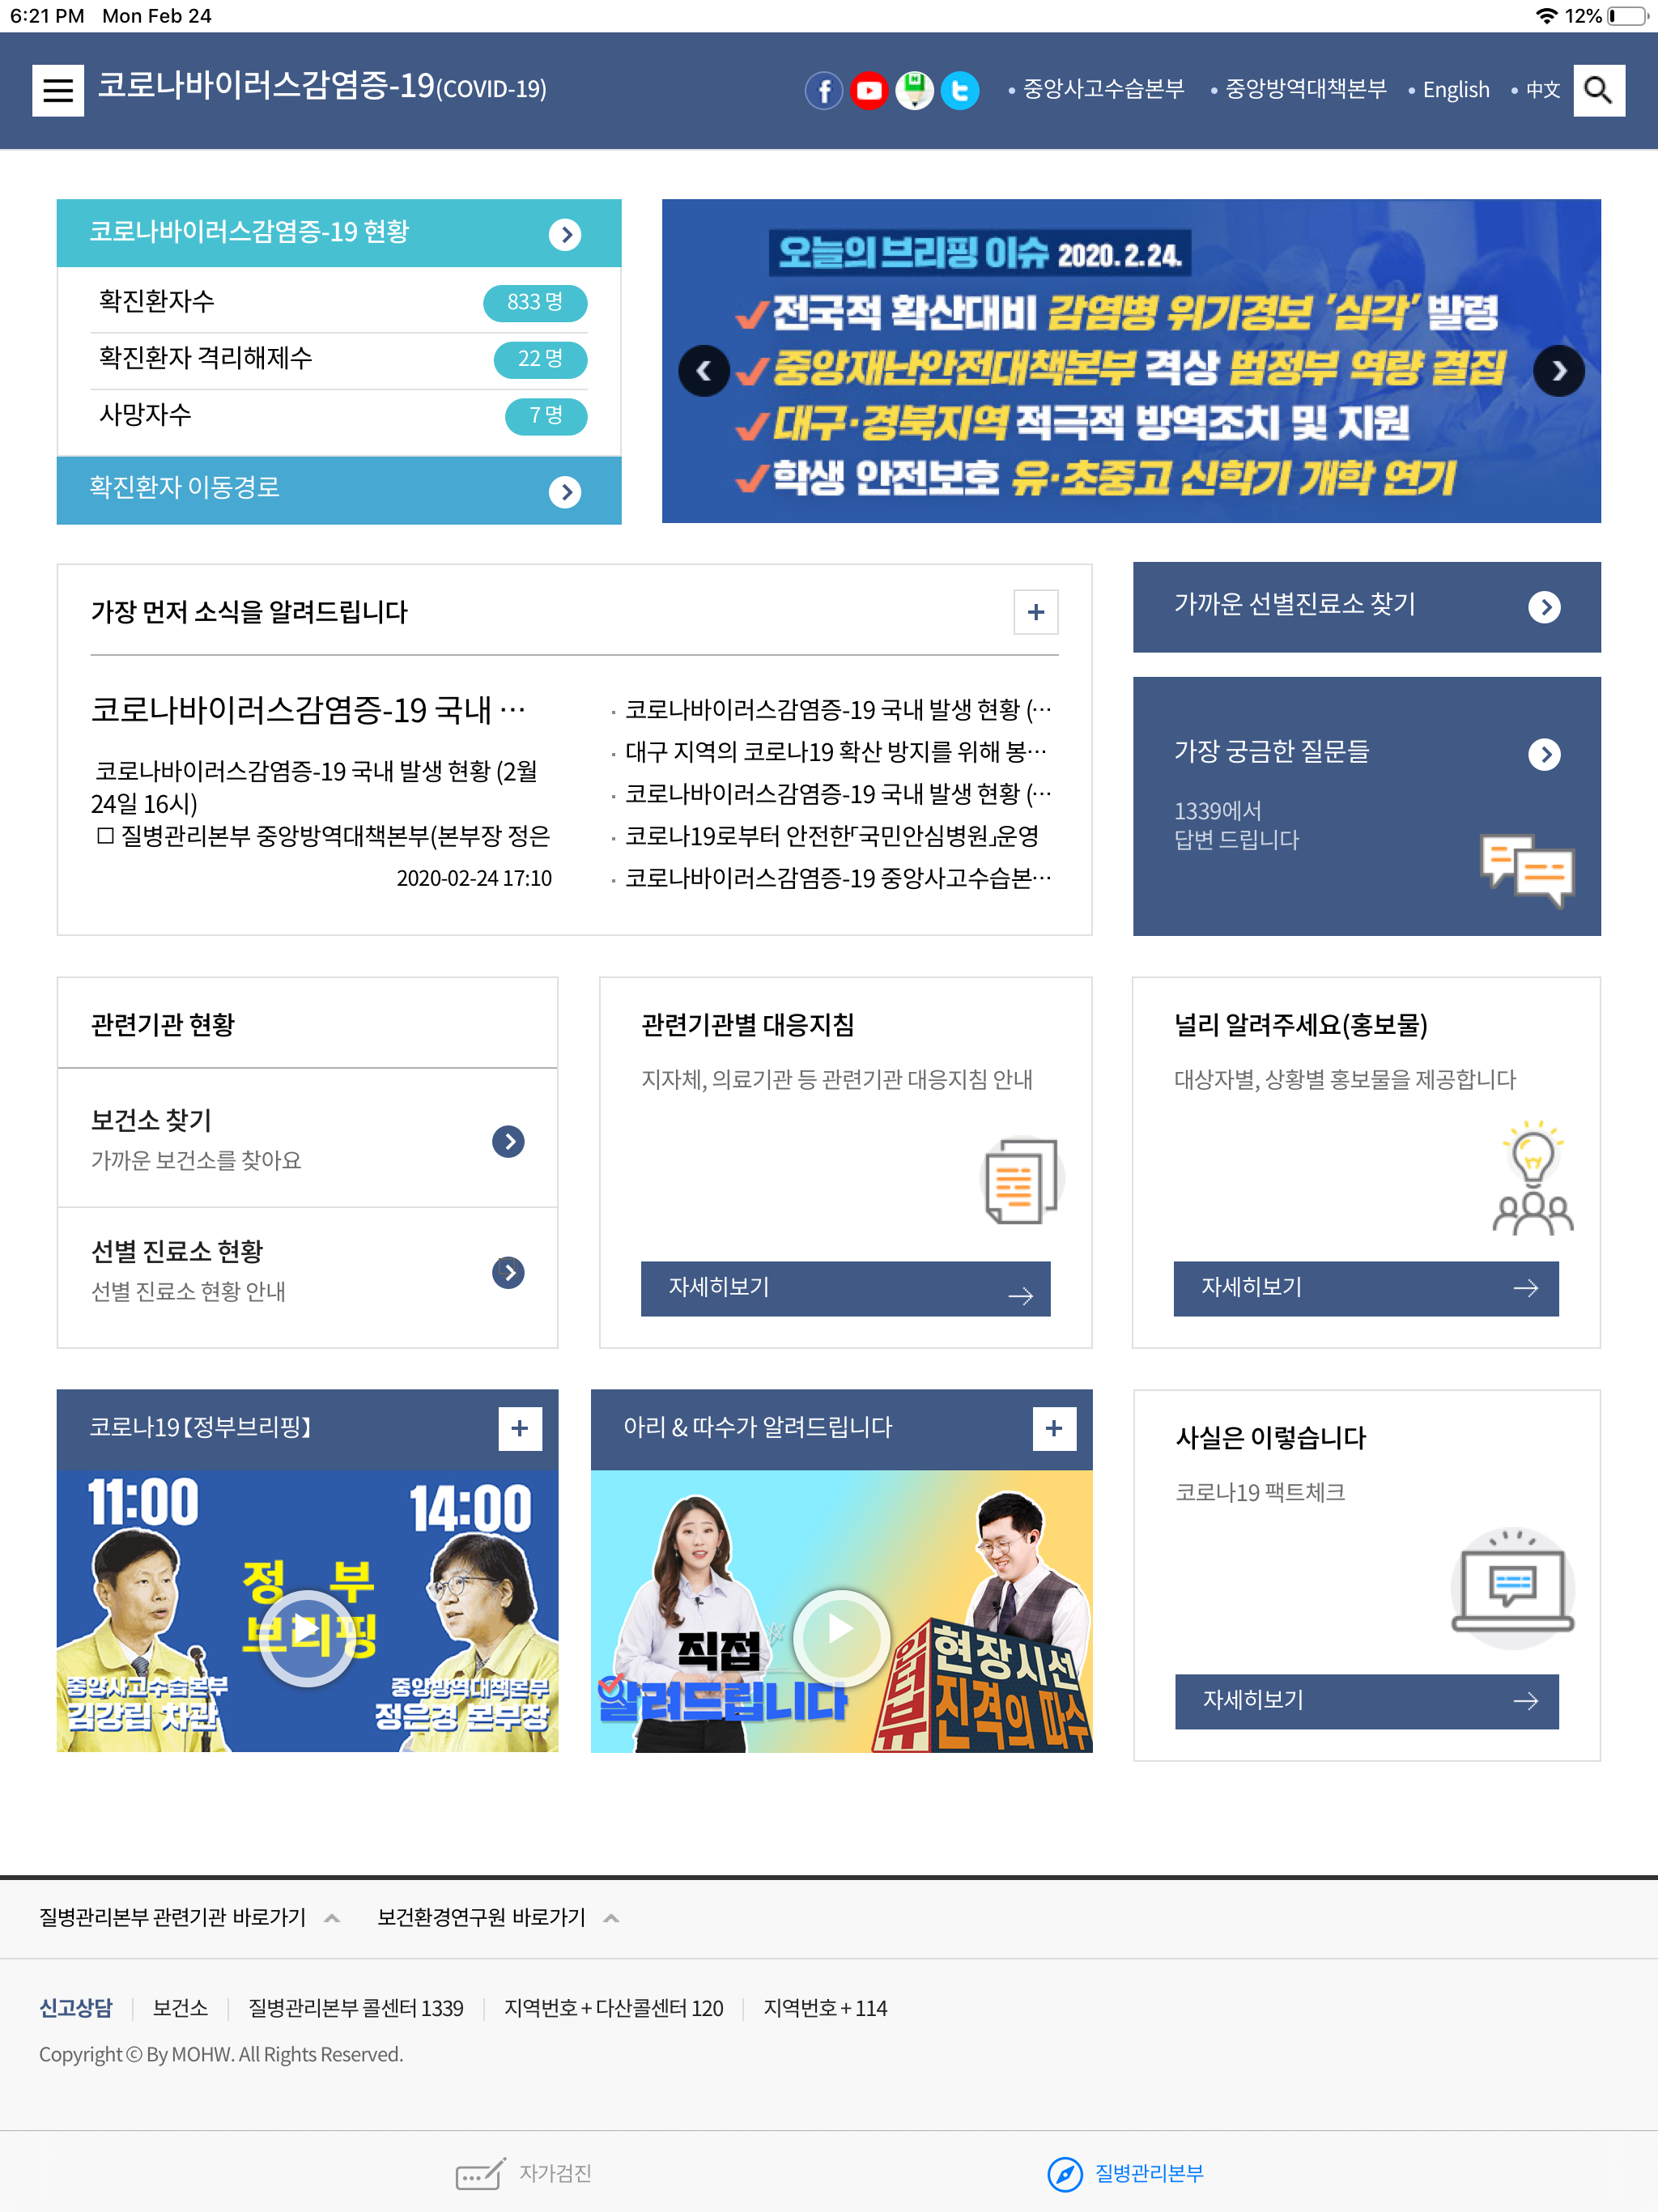 6:21 PM Mon Feb 24
12%
코로나바이러스감염증-19(COVID-19)
중앙사고수습본부
중앙방역대책본부
English
中文
코로나바이러스감염증-19 현황
확진환자수 833 명
확진환자 격리해제수 22 명
사망자수 7 명
확진환자 이동경로
오늘의 브리핑 이슈 2020. 2. 24.
전국적 확산대비 감염병 위기경보 '심각' 발령
중앙재난안전대책본부 격상 범정부 역량 결집
대구·경북지역 적극적 방역조치 및 지원
학생 안전보호 유·초중고 신학기 개학 연기
가장 먼저 소식을 알려드립니다
코로나바이러스감염증-19 국내 ···
코로나바이러스감염증-19 국내 발생 현황 (2월
24일 16시)
□ 질병관리본부 중앙방역대책본부(본부장 정은
2020-02-24 17:10
· 코로나바이러스감염증-19 국내 발생 현황 (···
· 대구 지역의 코로나19 확산 방지를 위해 봉···
· 코로나바이러스감염증-19 국내 발생 현황 (···
· 코로나19로부터 안전한「국민안심병원」운영
· 코로나바이러스감염증-19 중앙사고수습본···
가까운 선별진료소 찾기
가장 궁금한 질문들
1339에서
답변 드립니다
관련기관 현황
보건소 찾기
가까운 보건소를 찾아요
선별 진료소 현황
선별 진료소 현황 안내
관련기관별 대응지침
지자체, 의료기관 등 관련기관 대응지침 안내
자세히보기
널리 알려주세요(홍보물)
대상자별, 상황별 홍보물을 제공합니다
자세히보기
코로나19【정부브리핑】
11:00
14:00
정 부
브리핑
중앙사고수습본부
김강립 차관
중앙방역대책본부
정은경 본부장
아리 & 따수가 알려드립니다
직접
알려드립니다
인터뷰
현장시선
진격의 따수
사실은 이렇습니다
코로나19 팩트체크
자세히보기
질병관리본부 관련기관 바로가기
보건환경연구원 바로가기
신고상담 보건소 질병관리본부 콜센터 1339 지역번호 + 다산콜센터 120 지역번호 + 114
Copyright ⓒ By MOHW. All Rights Reserved.
자가검진
질병관리본부